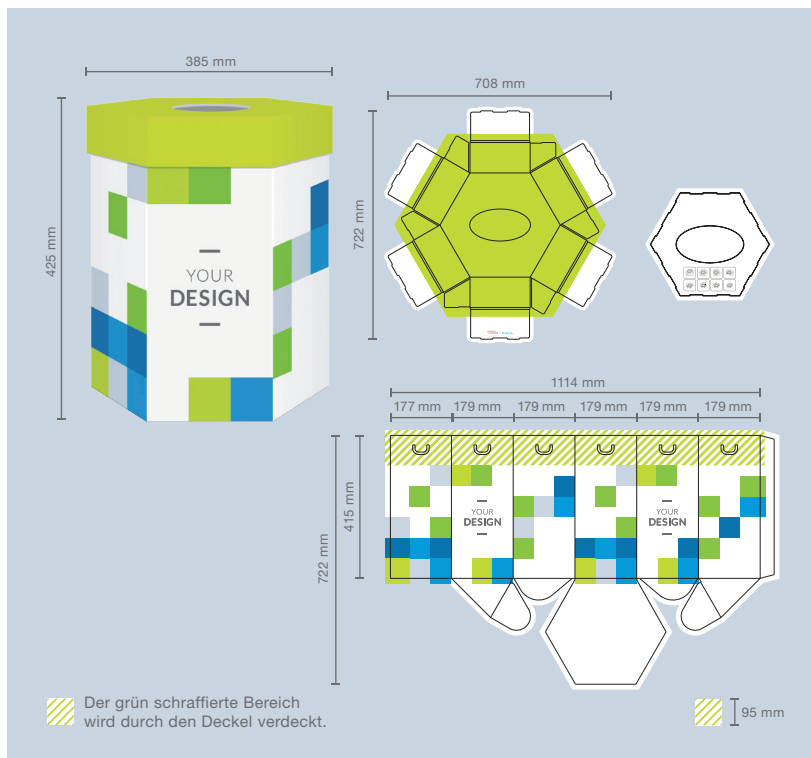 385 mm
425 mm
YOUR
DESIGN
708 mm
722 mm
1114 mm
177 mm 179 mm 179 mm 179 mm 179 mm 179 mm
415 mm
722 mm
YOUR
DESIGN
YOUR
DESIGN
Der grün schraffierte Bereich
wird durch den Deckel verdeckt.
95 mm